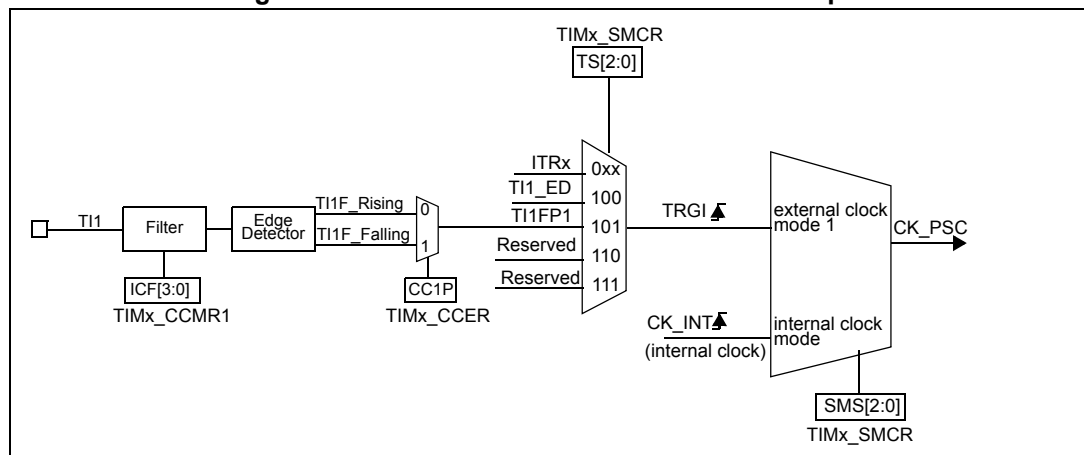 TIMx_SMCR
TS[2:0]
ITRx
0xx
TI1_ED
100
TI1FP1
101
Reserved
110
Reserved
111
TI1
Filter
ICF[3:0]
TIMx_CCMR1
Edge
Detector
TI1F_Rising
TI1F_Falling
0
1
CC1P
TIMx_CCER
TRGI
external clock
mode 1
CK_PSC
CK_INT
(internal clock)
internal clock
mode
SMS[2:0]
TIMx_SMCR